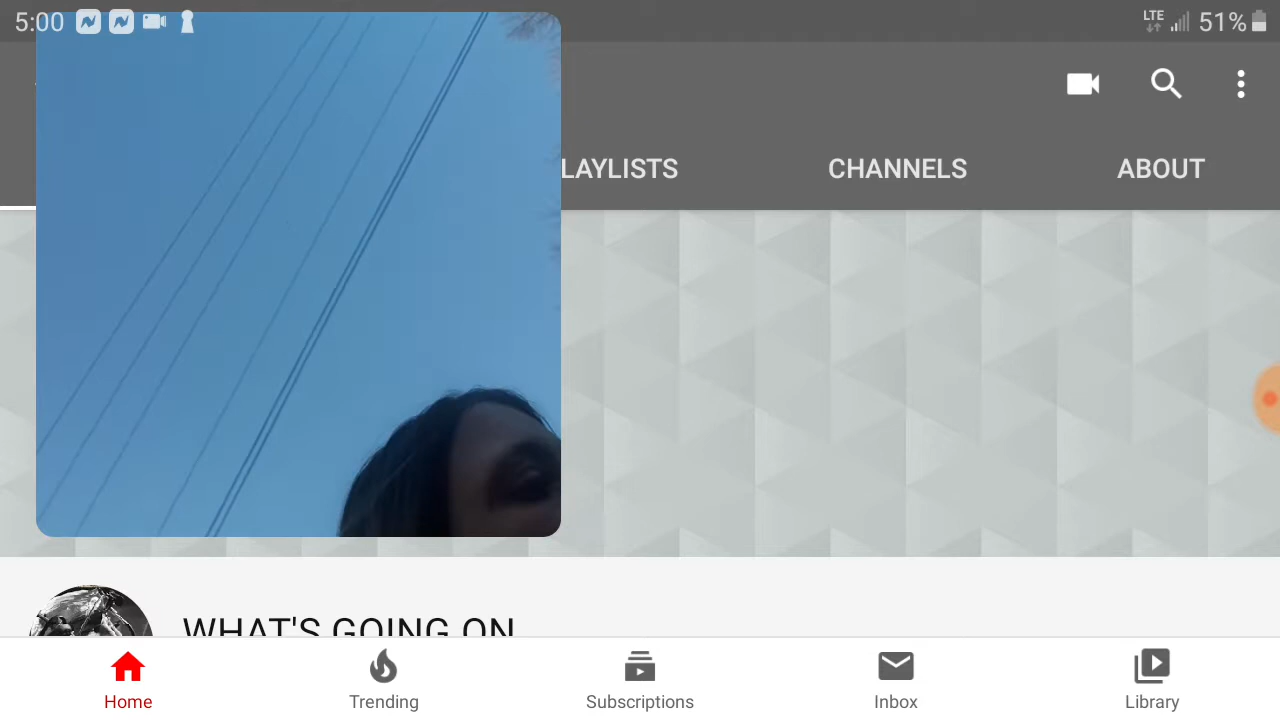 5:00 LTE 51%
LAYLISTS CHANNELS ABOUT
WHAT'S GOING ON
Home Trending Subscriptions Inbox Library